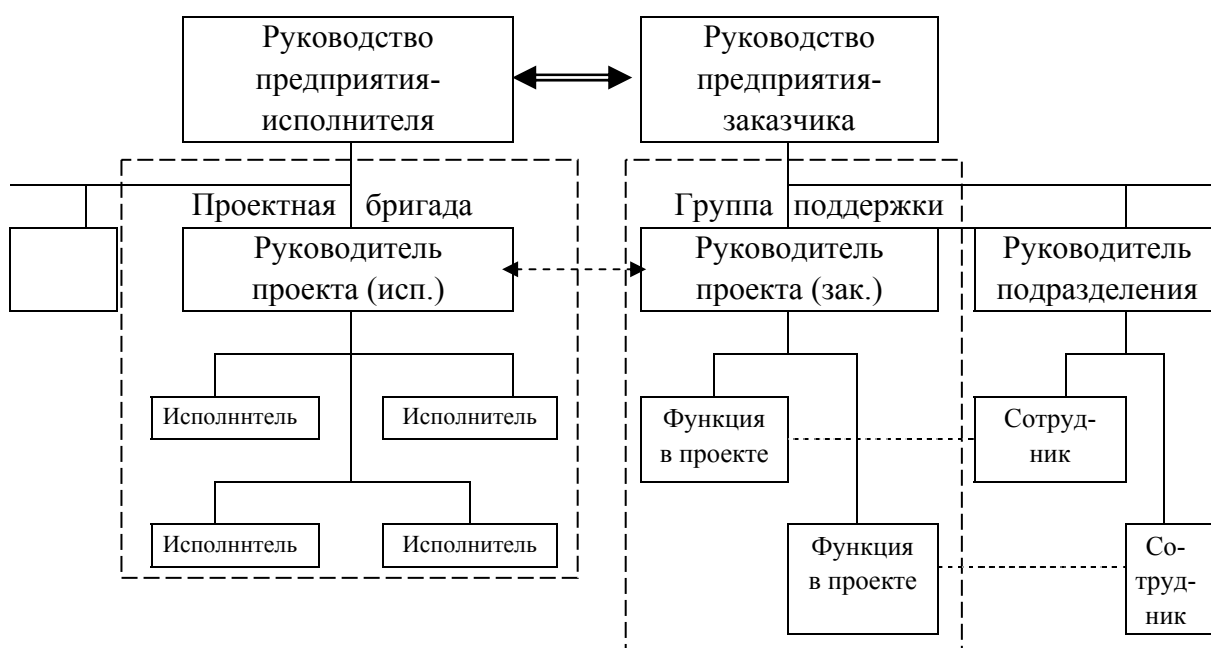 Руководство
предприятия-
исполнителя
Руководство
предприятия-
заказчика
Проектная бригада
Группа поддержки
Руководитель
проекта (исп.)
Руководитель
проекта (зак.)
Руководитель
подразделения
Исполннтель
Исполнитель
Функция
в проекте
Сотруд-
ник
Исполннтель
Исполнитель
Функция
в проекте
Со-
труд-
ник